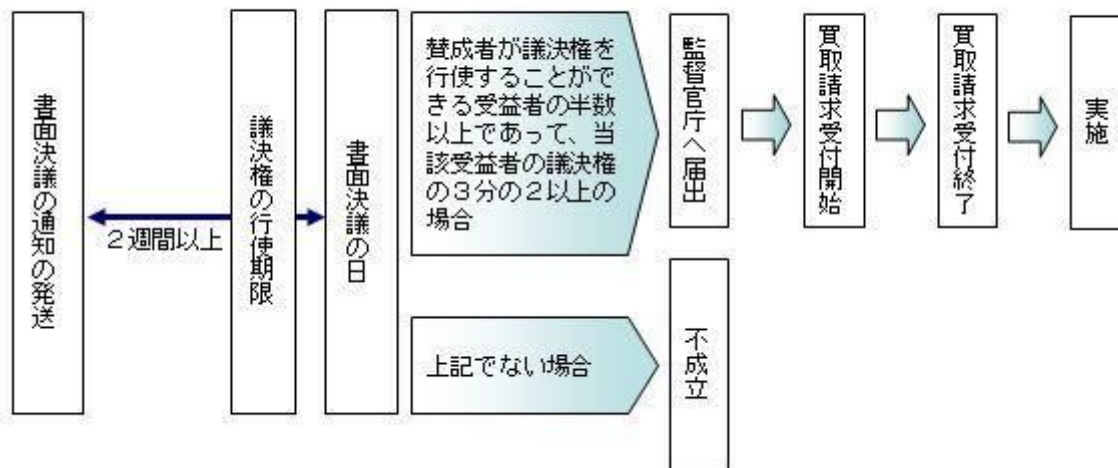 書面決議の通知の発送
２週間以上
議決権の行使期限
書面決議の日
賛成者が議決権を
行使することがで
きる受益者の半数
以上であって、当
該受益者の議決権
の３分の２以上の
場合
監督官庁へ届出
買取請求受付開始
買取請求受付終了
実施
上記でない場合
不成立